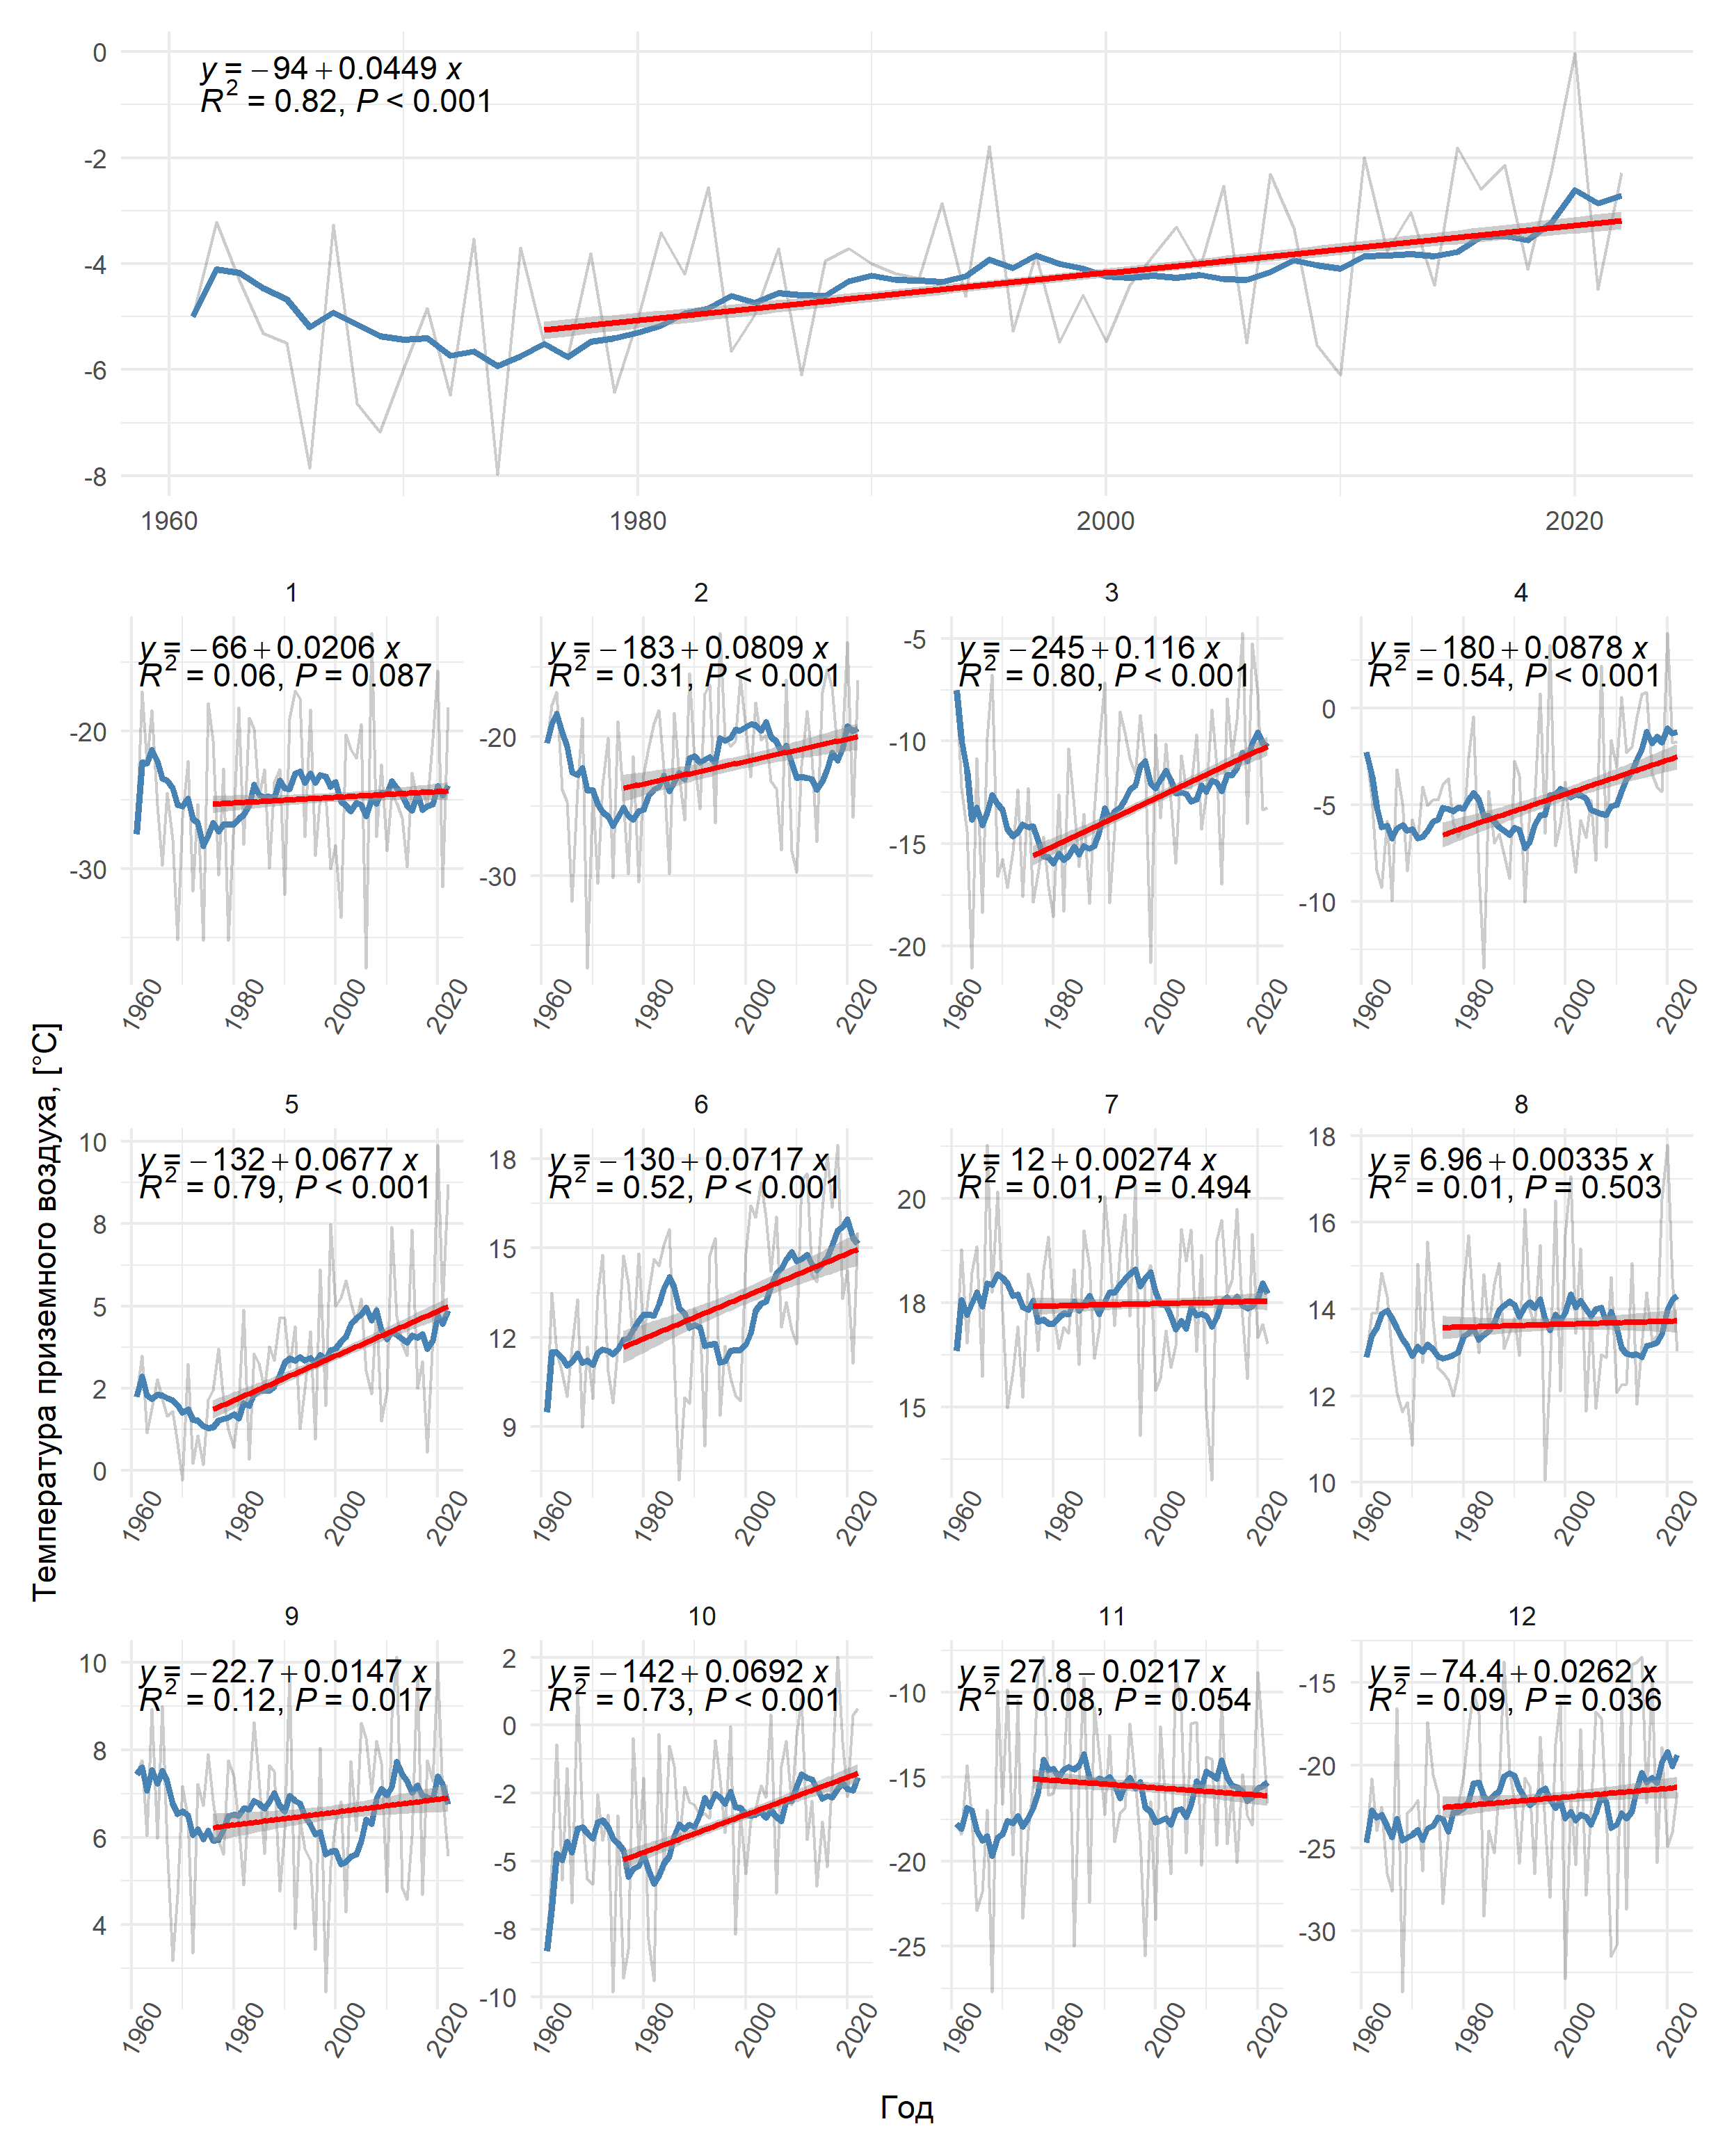 y = −94 + 0.0449 x
R² = 0.82, P < 0.001
0
-2
-4
-6
-8
1960 1980 2000 2020
Температура приземного воздуха, [°C]
1 2 3 4
y = −66 + 0.0206 x
R² = 0.06, P = 0.087
-20
-30
1960 1980 2000 2020
y = −183 + 0.0809 x
R² = 0.31, P < 0.001
-20
-30
1960 1980 2000 2020
y = −245 + 0.116 x
R² = 0.80, P < 0.001
-5
-10
-15
-20
1960 1980 2000 2020
y = −180 + 0.0878 x
R² = 0.54, P < 0.001
0
-5
-10
1960 1980 2000 2020
5 6 7 8
y = −132 + 0.0677 x
R² = 0.79, P < 0.001
10
8
5
2
0
1960 1980 2000 2020
y = −130 + 0.0717 x
R² = 0.52, P < 0.001
18
15
12
9
1960 1980 2000 2020
y = 12 + 0.00274 x
R² = 0.01, P = 0.494
20
18
15
1960 1980 2000 2020
y = 6.96 + 0.00335 x
R² = 0.01, P = 0.503
18
16
14
12
10
1960 1980 2000 2020
9 10 11 12
y = −22.7 + 0.0147 x
R² = 0.12, P = 0.017
10
8
6
4
1960 1980 2000 2020
y = −142 + 0.0692 x
R² = 0.73, P < 0.001
2
0
-2
-5
-8
-10
1960 1980 2000 2020
y = 27.8 − 0.0217 x
R² = 0.08, P = 0.054
-10
-15
-20
-25
1960 1980 2000 2020
y = −74.4 + 0.0262 x
R² = 0.09, P = 0.036
-15
-20
-25
-30
1960 1980 2000 2020
Год